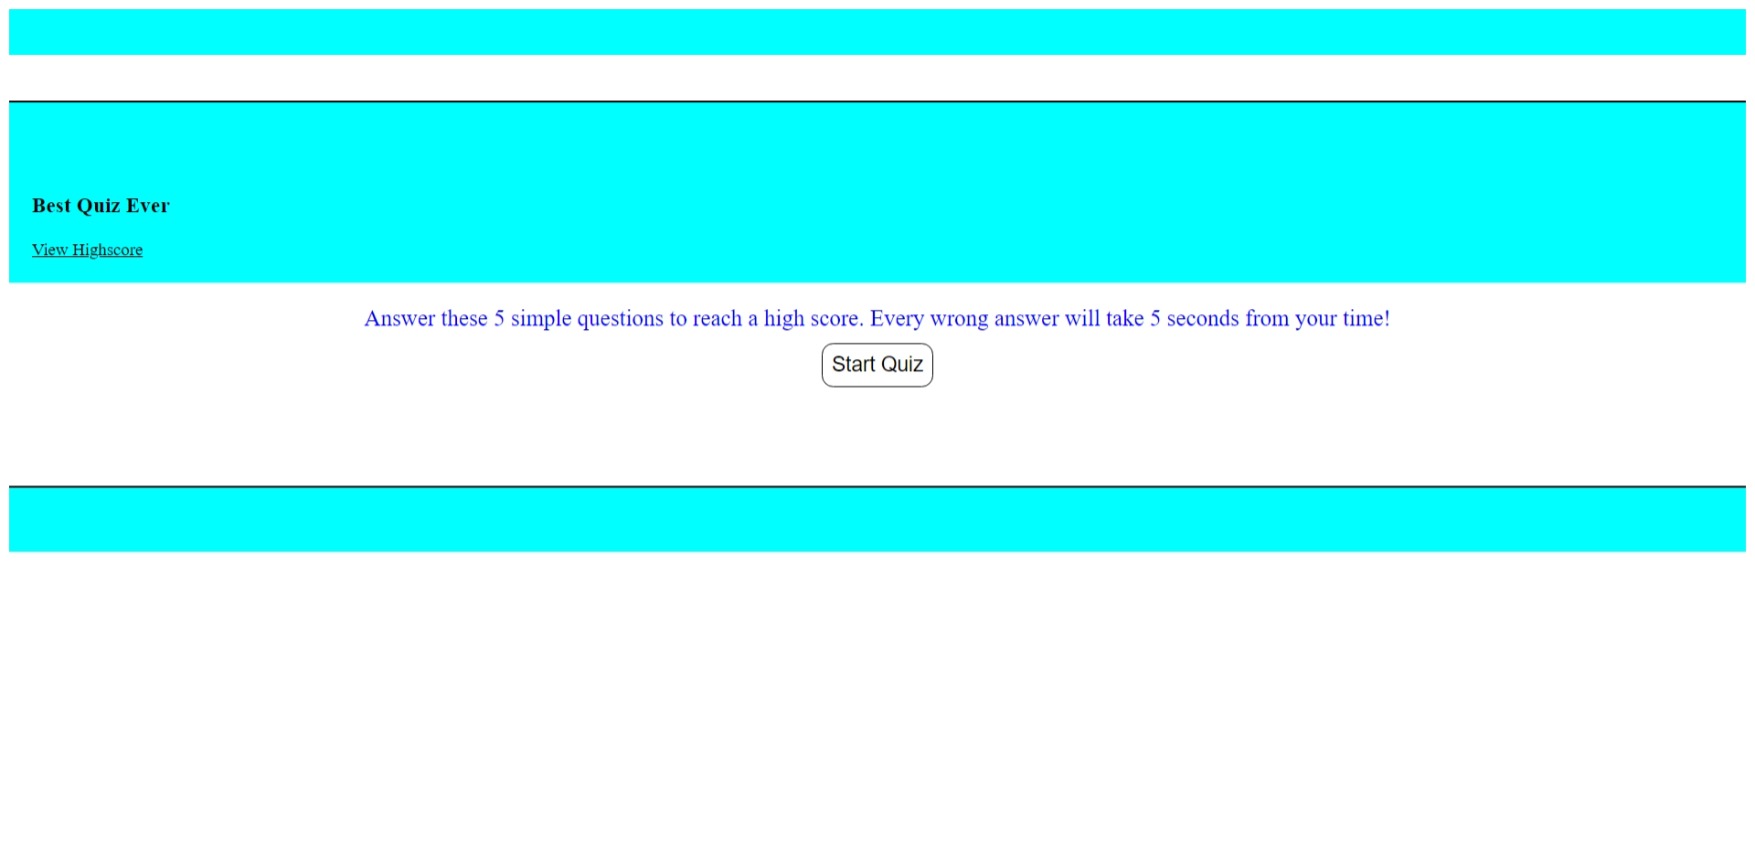 Best Quiz Ever
View Highscore
Answer these 5 simple questions to reach a high score. Every wrong answer will take 5 seconds from your time!
Start Quiz